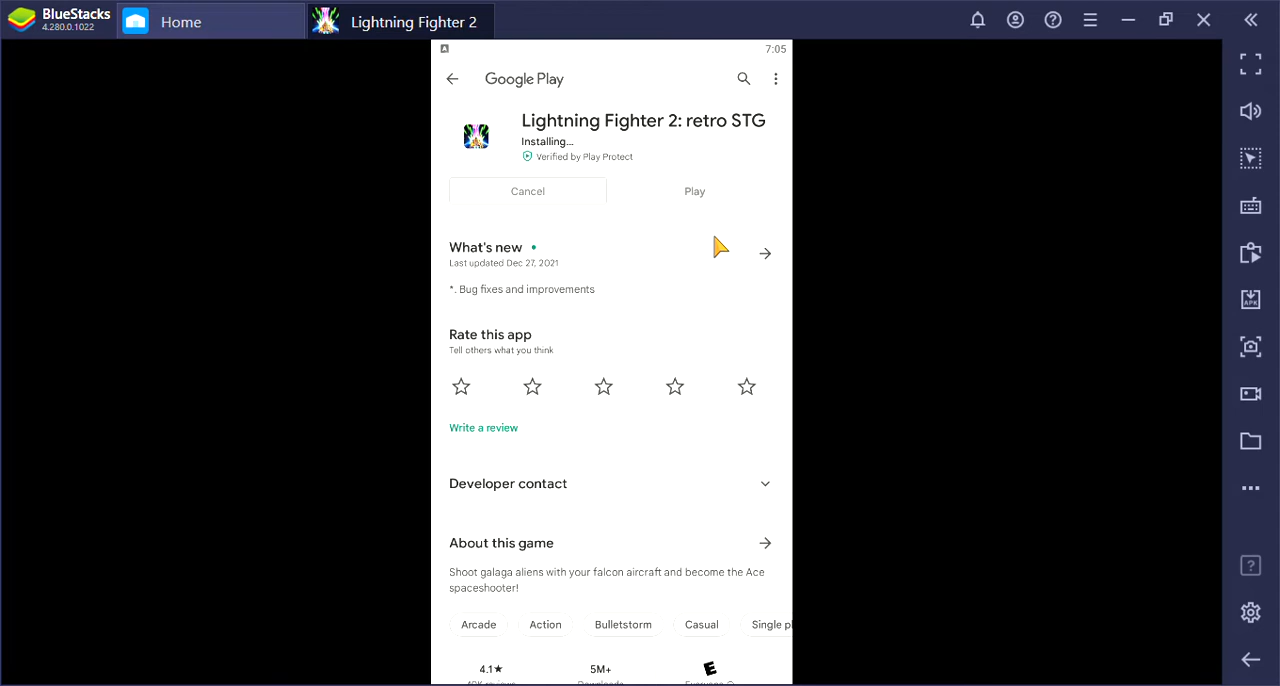 BlueStacks
4.280.0.1022
Home
Lightning Fighter 2
7:05
Google Play
Lightning Fighter 2: retro STG
Installing...
Verified by Play Protect
Cancel
Play
What's new
Last updated Dec 27, 2021
*. Bug fixes and improvements
Rate this app
Tell others what you think
Write a review
Developer contact
About this game
Shoot galaga aliens with your falcon aircraft and become the Ace
spaceshooter!
Arcade
Action
Bulletstorm
Casual
Single pl
4.1★
5M+
E
APK